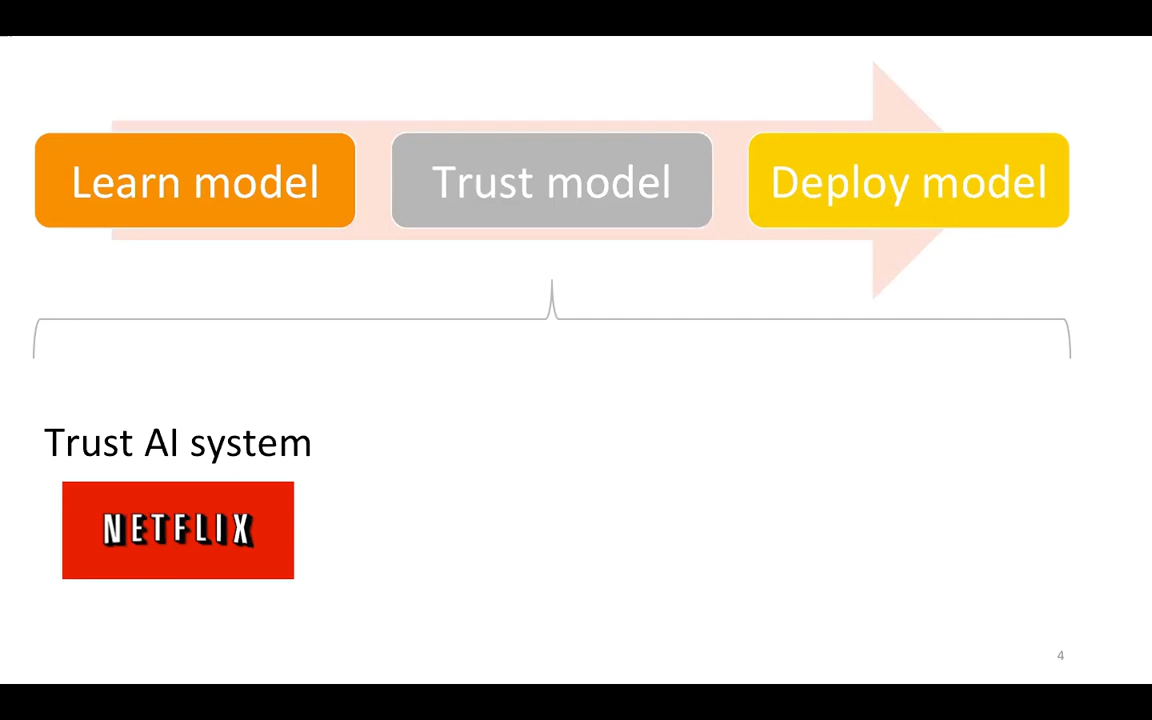 Learn model
Trust model
Deploy model
Trust AI system
NETFLIX
4